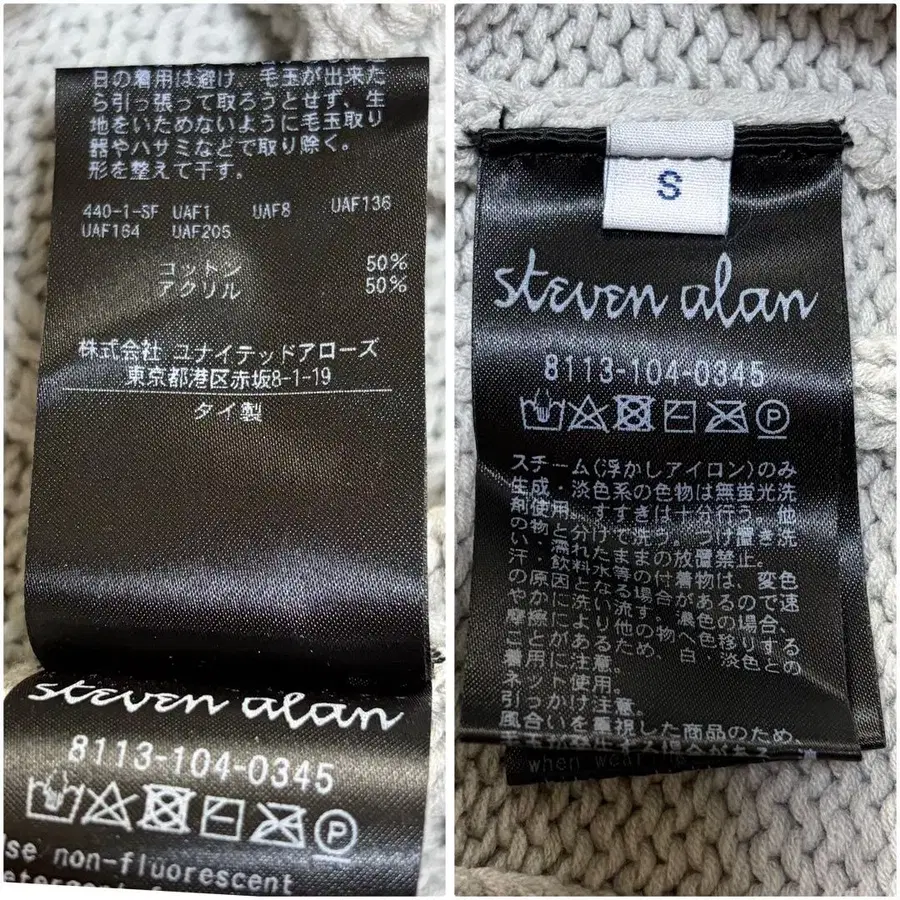 日の着用は避け、毛玉が出来た
ら引っ張って取ろうとせず、生
地をいためないように毛玉取り
器やハサミなどで取り除く。
形を整えて干す。
440-1-SF UAF1 UAF8 UAF136
UAF164 UAF205
コットン 50%
アクリル 50%
株式会社 ユナイテッドアローズ
東京都港区赤坂8-1-19
タイ製
steven alan
8113-104-0345
P
non-fluorescent
S
steven alan
8113-104-0345
P
スチーム(浮かしアイロン)のみ
生成・淡色系の色物は無蛍光洗
剤使用。すすぎは十分行う。他
の物と分けて洗う。つけ置き洗
い・濡れたままの放置禁止。
汗・飲料水等の付着物は、変色
の原因となる場合があるので速
やかに洗い流す。濃色の場合、
摩擦により他の物へ色移りする
ことがあるため、白・淡色との
着用に注意。
ネット使用。
引っかけ注意。
風合いを重視した商品のため、
when